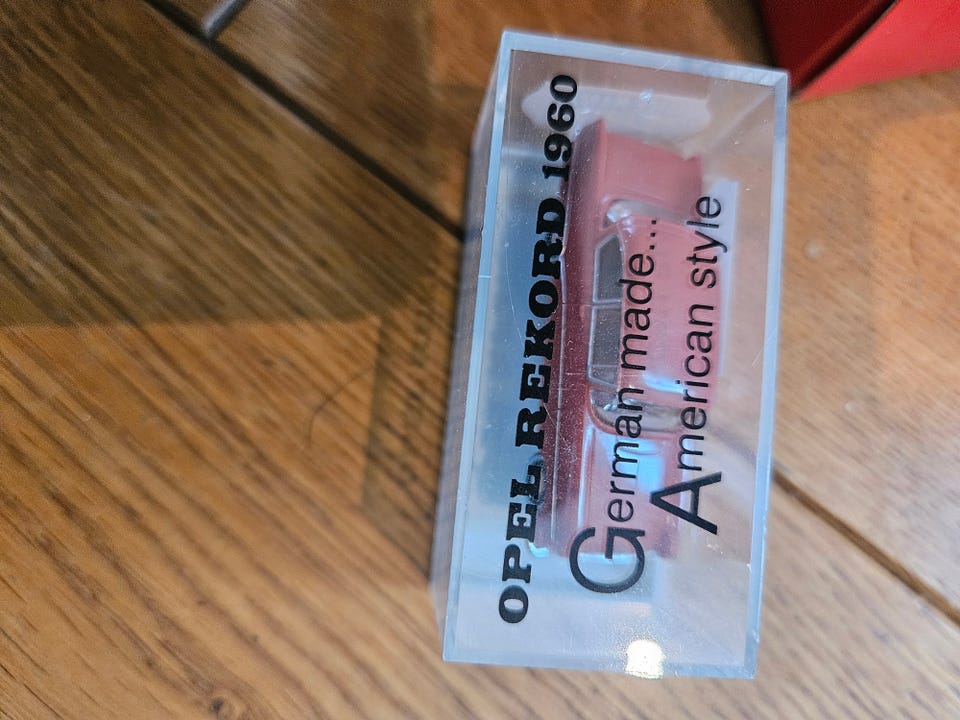 OPEL REKORD 1960
German made...
American style